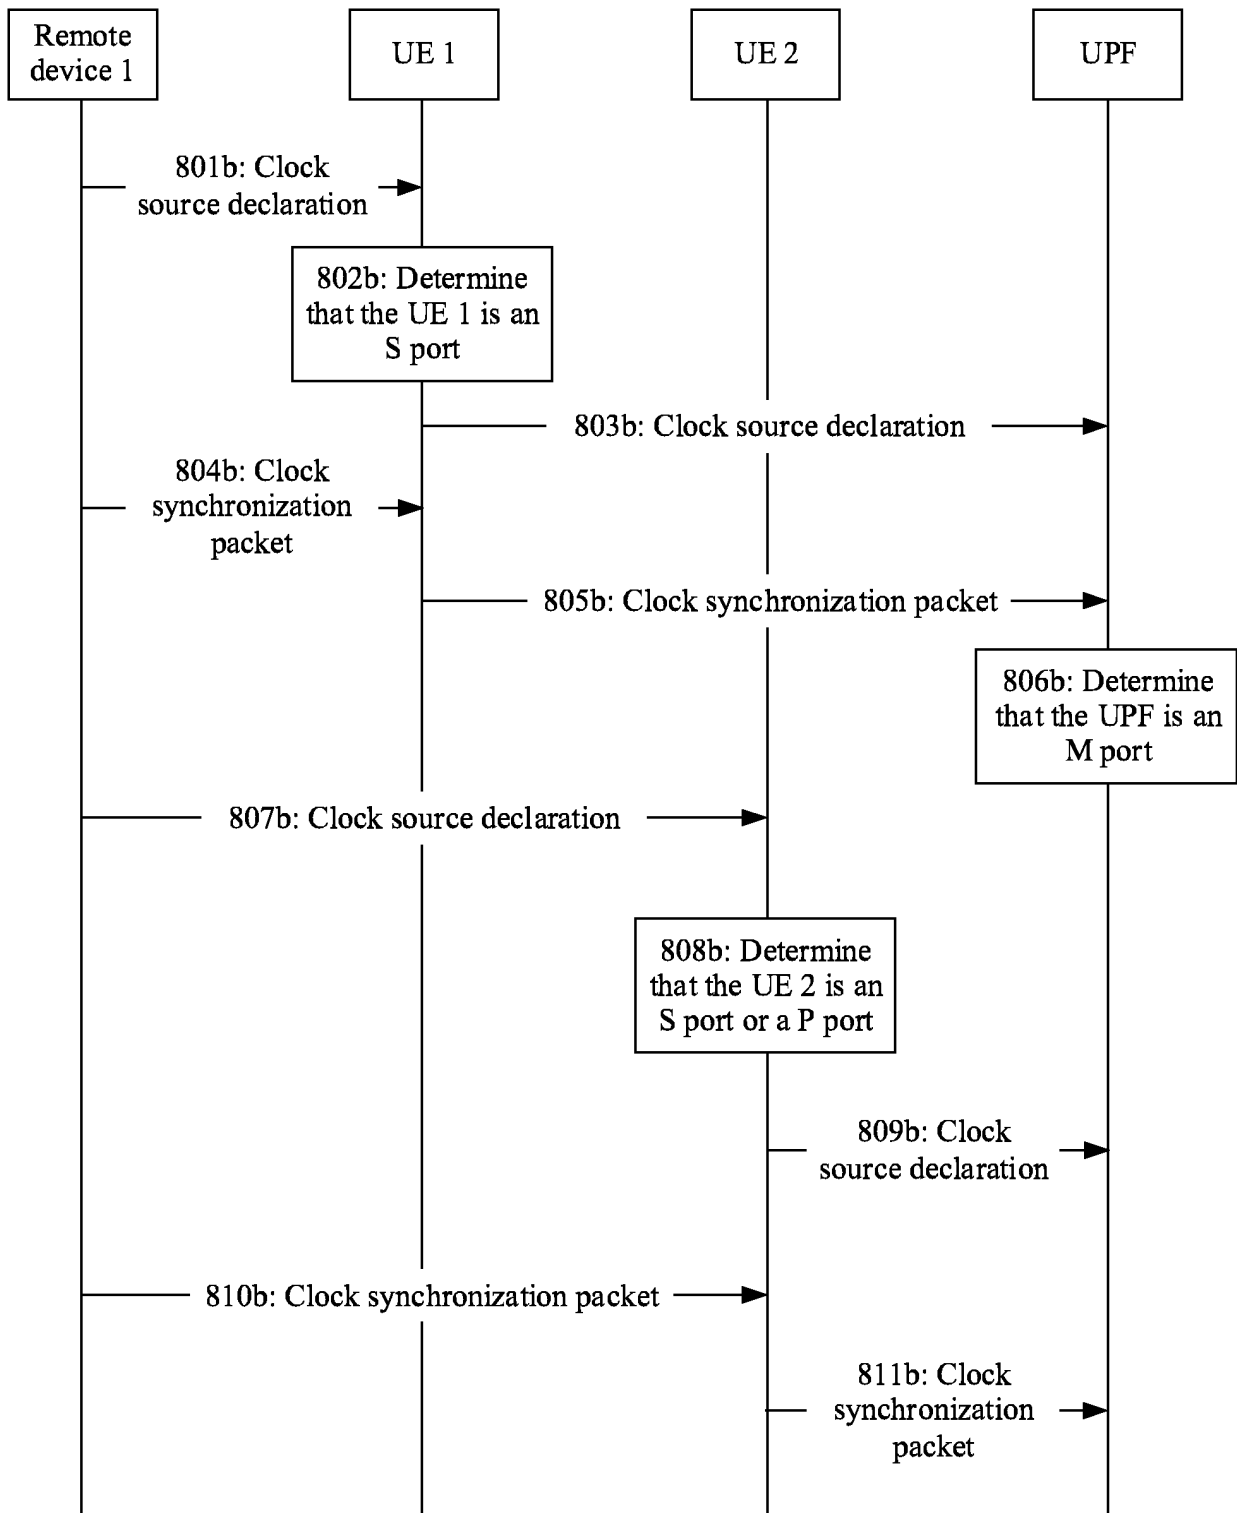 Remote
device 1
UE 1
UE 2
UPF
801b: Clock
source declaration
802b: Determine
that the UE 1 is an
S port
803b: Clock source declaration
804b: Clock
synchronization
packet
805b: Clock synchronization packet
806b: Determine
that the UPF is an
M port
807b: Clock source declaration
808b: Determine
that the UE 2 is an
S port or a P port
809b: Clock
source declaration
810b: Clock synchronization packet
811b: Clock
synchronization
packet